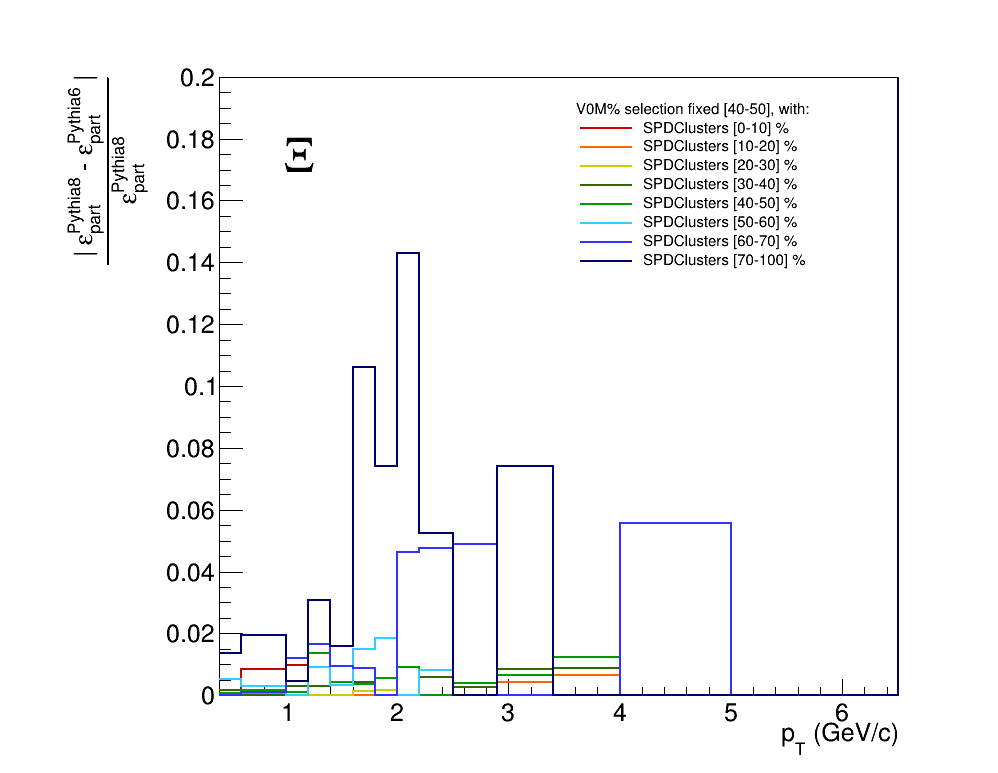 | ε_part^Pythia8 - ε_part^Pythia6 |
ε_part^Pythia8
Ξ
V0M% selection fixed [40-50], with:
SPDClusters [0-10] %
SPDClusters [10-20] %
SPDClusters [20-30] %
SPDClusters [30-40] %
SPDClusters [40-50] %
SPDClusters [50-60] %
SPDClusters [60-70] %
SPDClusters [70-100] %
0.2
0.18
0.16
0.14
0.12
0.1
0.08
0.06
0.04
0.02
0
1 2 3 4 5 6
p_T (GeV/c)